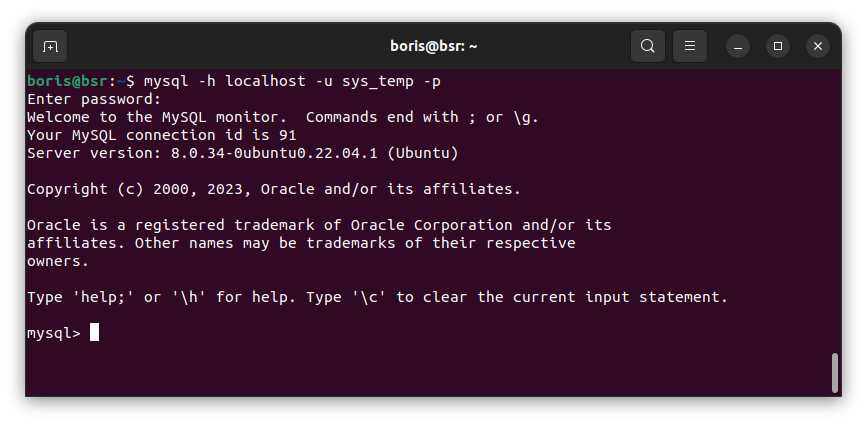 boris@bsr: ~
boris@bsr:~$ mysql -h localhost -u sys_temp -p
Enter password:
Welcome to the MySQL monitor.  Commands end with ; or \g.
Your MySQL connection id is 91
Server version: 8.0.34-0ubuntu0.22.04.1 (Ubuntu)
Copyright (c) 2000, 2023, Oracle and/or its affiliates.
Oracle is a registered trademark of Oracle Corporation and/or its
affiliates. Other names may be trademarks of their respective
owners.
Type 'help;' or '\h' for help. Type '\c' to clear the current input statement.
mysql>